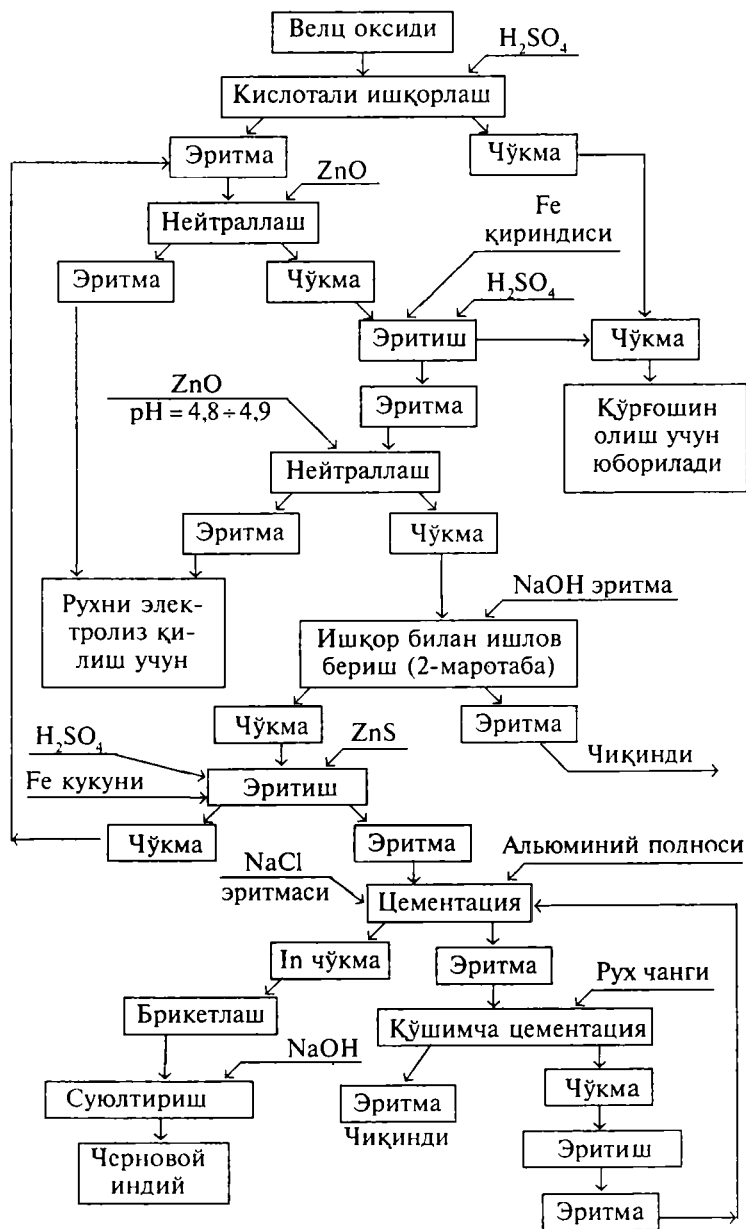 Велц оксиди
H₂SO₄
Кислотали ишқорлаш
Эритма
Чўкма
ZnO
Нейтраллаш
Fe
қириндиси
Эритма
Чўкма
H₂SO₄
Эритиш
Чўкма
ZnO
pH = 4,8 ÷ 4,9
Эритма
Қўрғошин
олиш учун
юборилади
Нейтраллаш
Эритма
Чўкма
NaOH эритма
Рухни элек-
тролиз қи-
лиш учун
Ишқор билан ишлов
бериш (2-маротаба)
Чўкма
Эритма
H₂SO₄
ZnS
Чиқинди
Fe кукуни
Эритиш
Чўкма
Эритма
Альюминий полноси
NaCl
эритмаси
Цементация
In чўкма
Эритма
Рух чанги
Брикетлаш
Қўшимча цементация
NaOH
Суюлтириш
Эритма
Чиқинди
Чўкма
Черновой
индий
Эритиш
Эритма